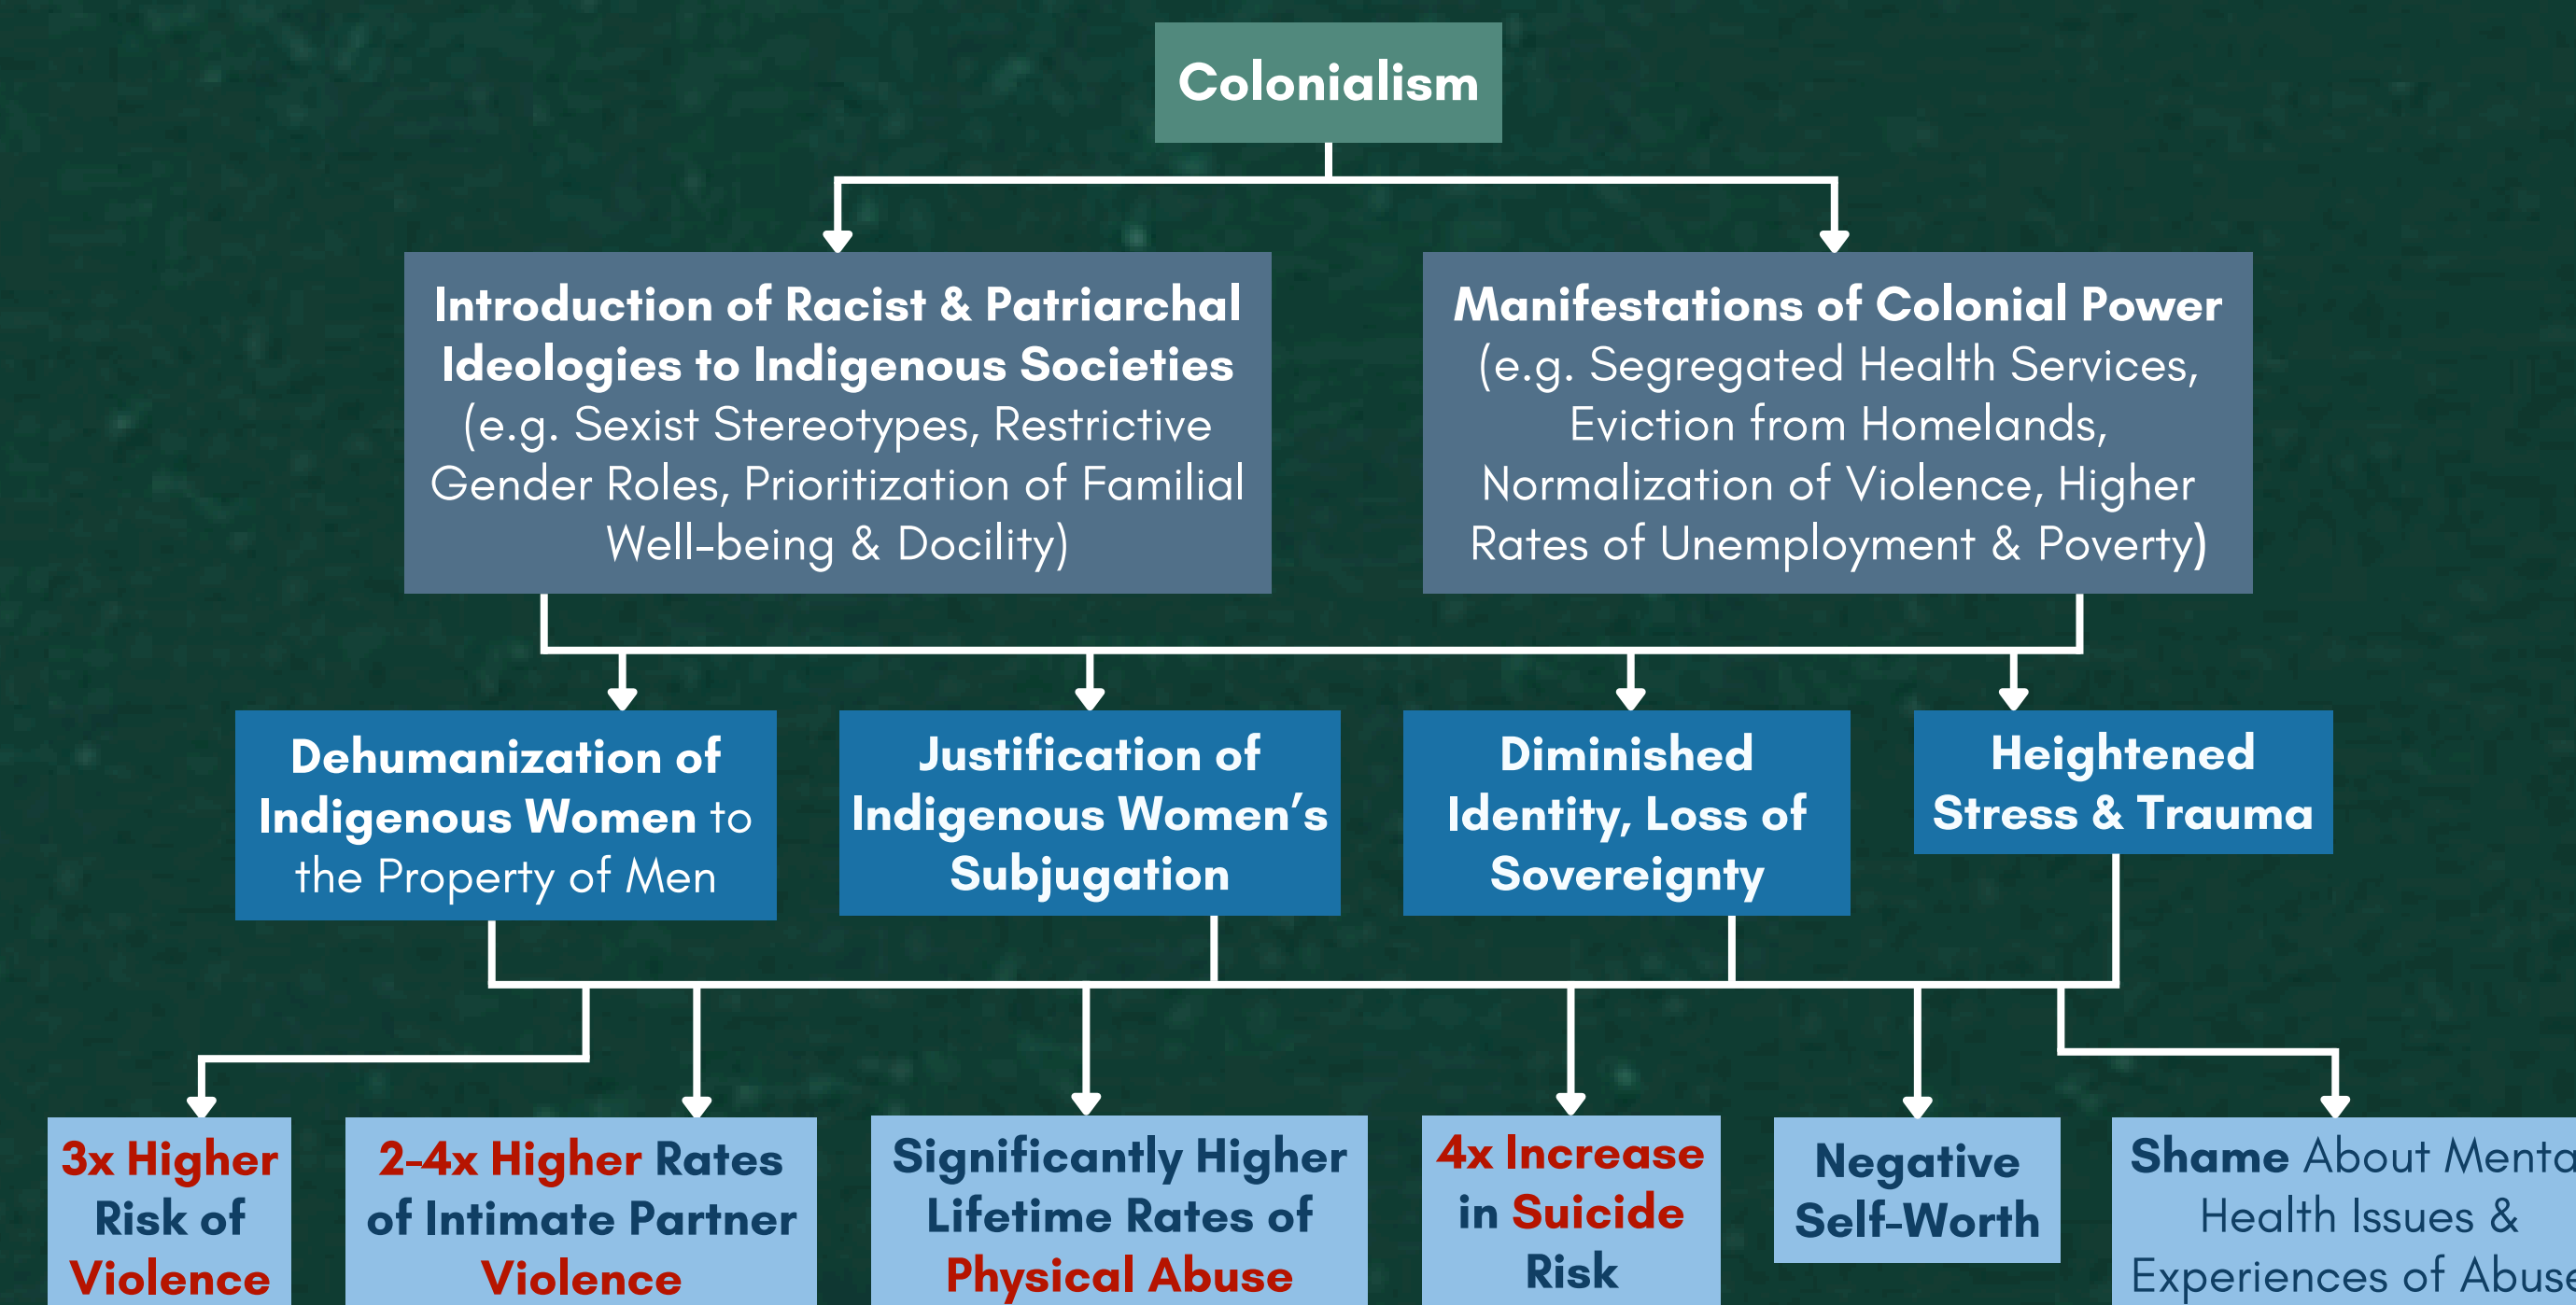 Colonialism
Introduction of Racist & Patriarchal
Ideologies to Indigenous Societies
(e.g. Sexist Stereotypes, Restrictive
Gender Roles, Prioritization of Familial
Well-being & Docility)
Manifestations of Colonial Power
(e.g. Segregated Health Services,
Eviction from Homelands,
Normalization of Violence, Higher
Rates of Unemployment & Poverty)
Dehumanization of
Indigenous Women to
the Property of Men
Justification of
Indigenous Women’s
Subjugation
Diminished
Identity, Loss of
Sovereignty
Heightened
Stress & Trauma
3x Higher
Risk of
Violence
2-4x Higher Rates
of Intimate Partner
Violence
Significantly Higher
Lifetime Rates of
Physical Abuse
4x Increase
in Suicide
Risk
Negative
Self-Worth
Shame About Menta
Health Issues &
Experiences of Abuse